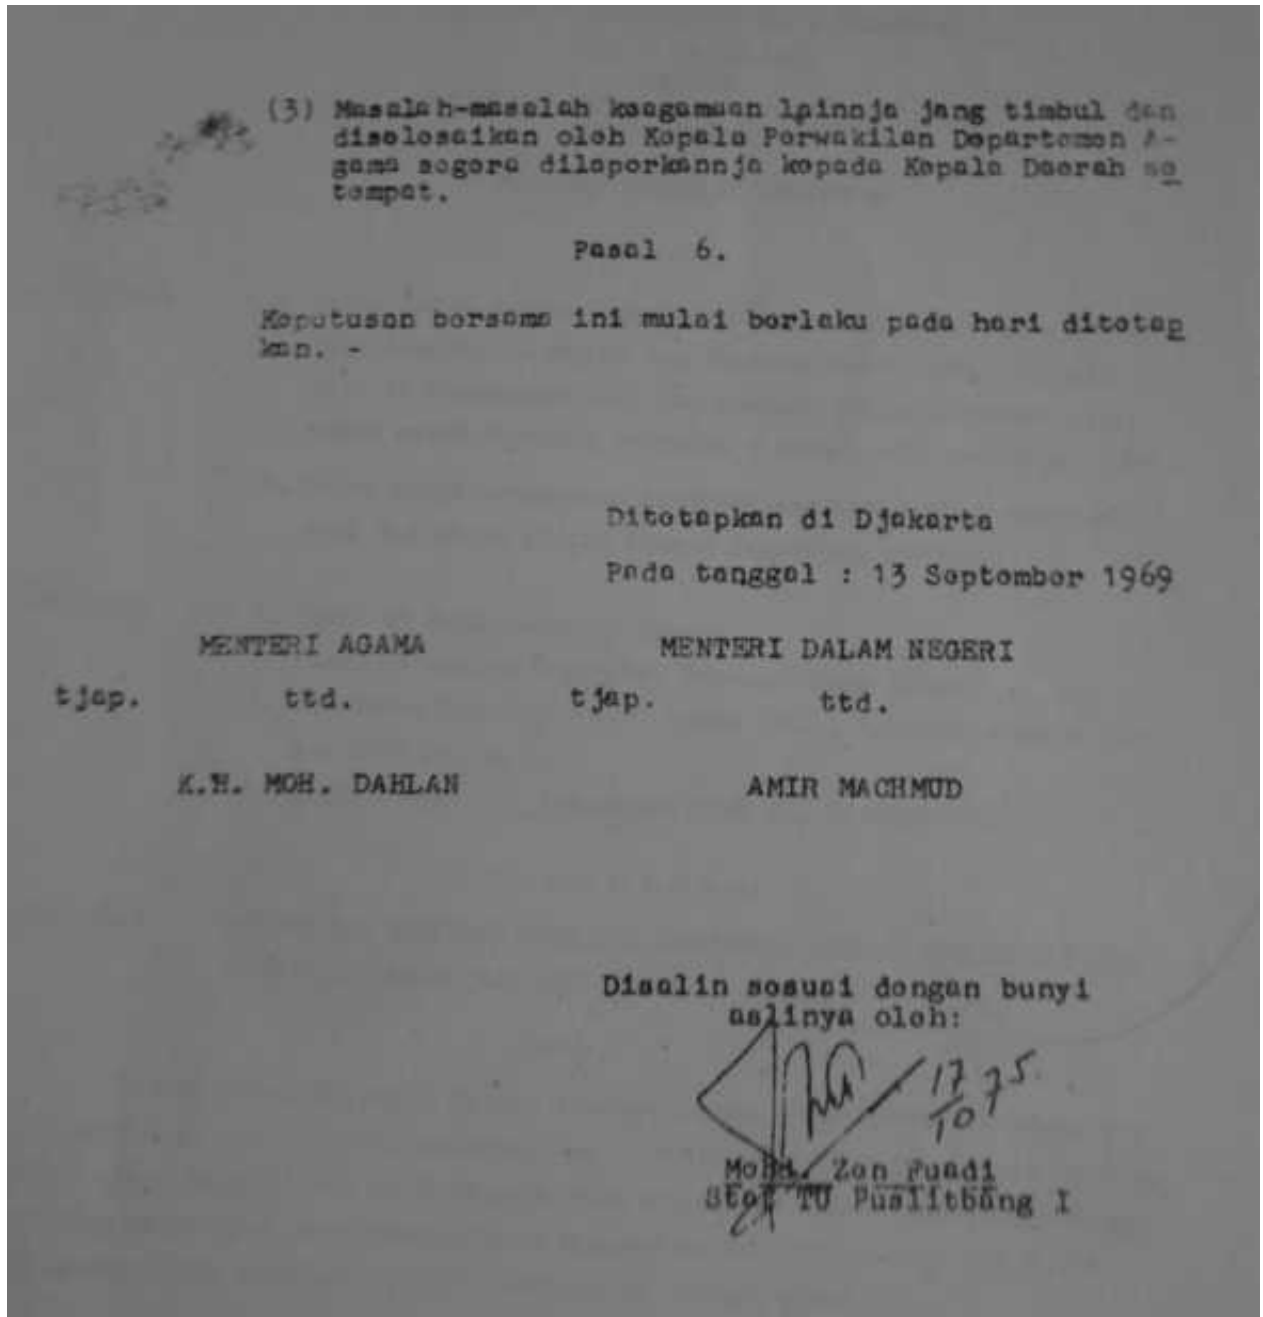 (3) Masalah-masalah keagamaan lainnja jang timbul dan
diselesaikan oleh Kepala Perwakilan Departemen A-
gama segera dilaporkannja kepada Kepala Daerah se
tempat.
Pasal 6.
Keputusan bersama ini mulai berlaku pada hari ditetap
kan. -
Ditetapkan di Djakarta
Pada tanggal : 13 September 1969
MENTERI AGAMA MENTERI DALAM NEGERI
tjap. ttd. tjap. ttd.
K.H. MOH. DAHLAN AMIR MACHMUD
Disalin sesuai dengan bunyi
aslinya oleh:
17/10 75
Mohd. Zen Fuadi
Staf TU Puslitbang I